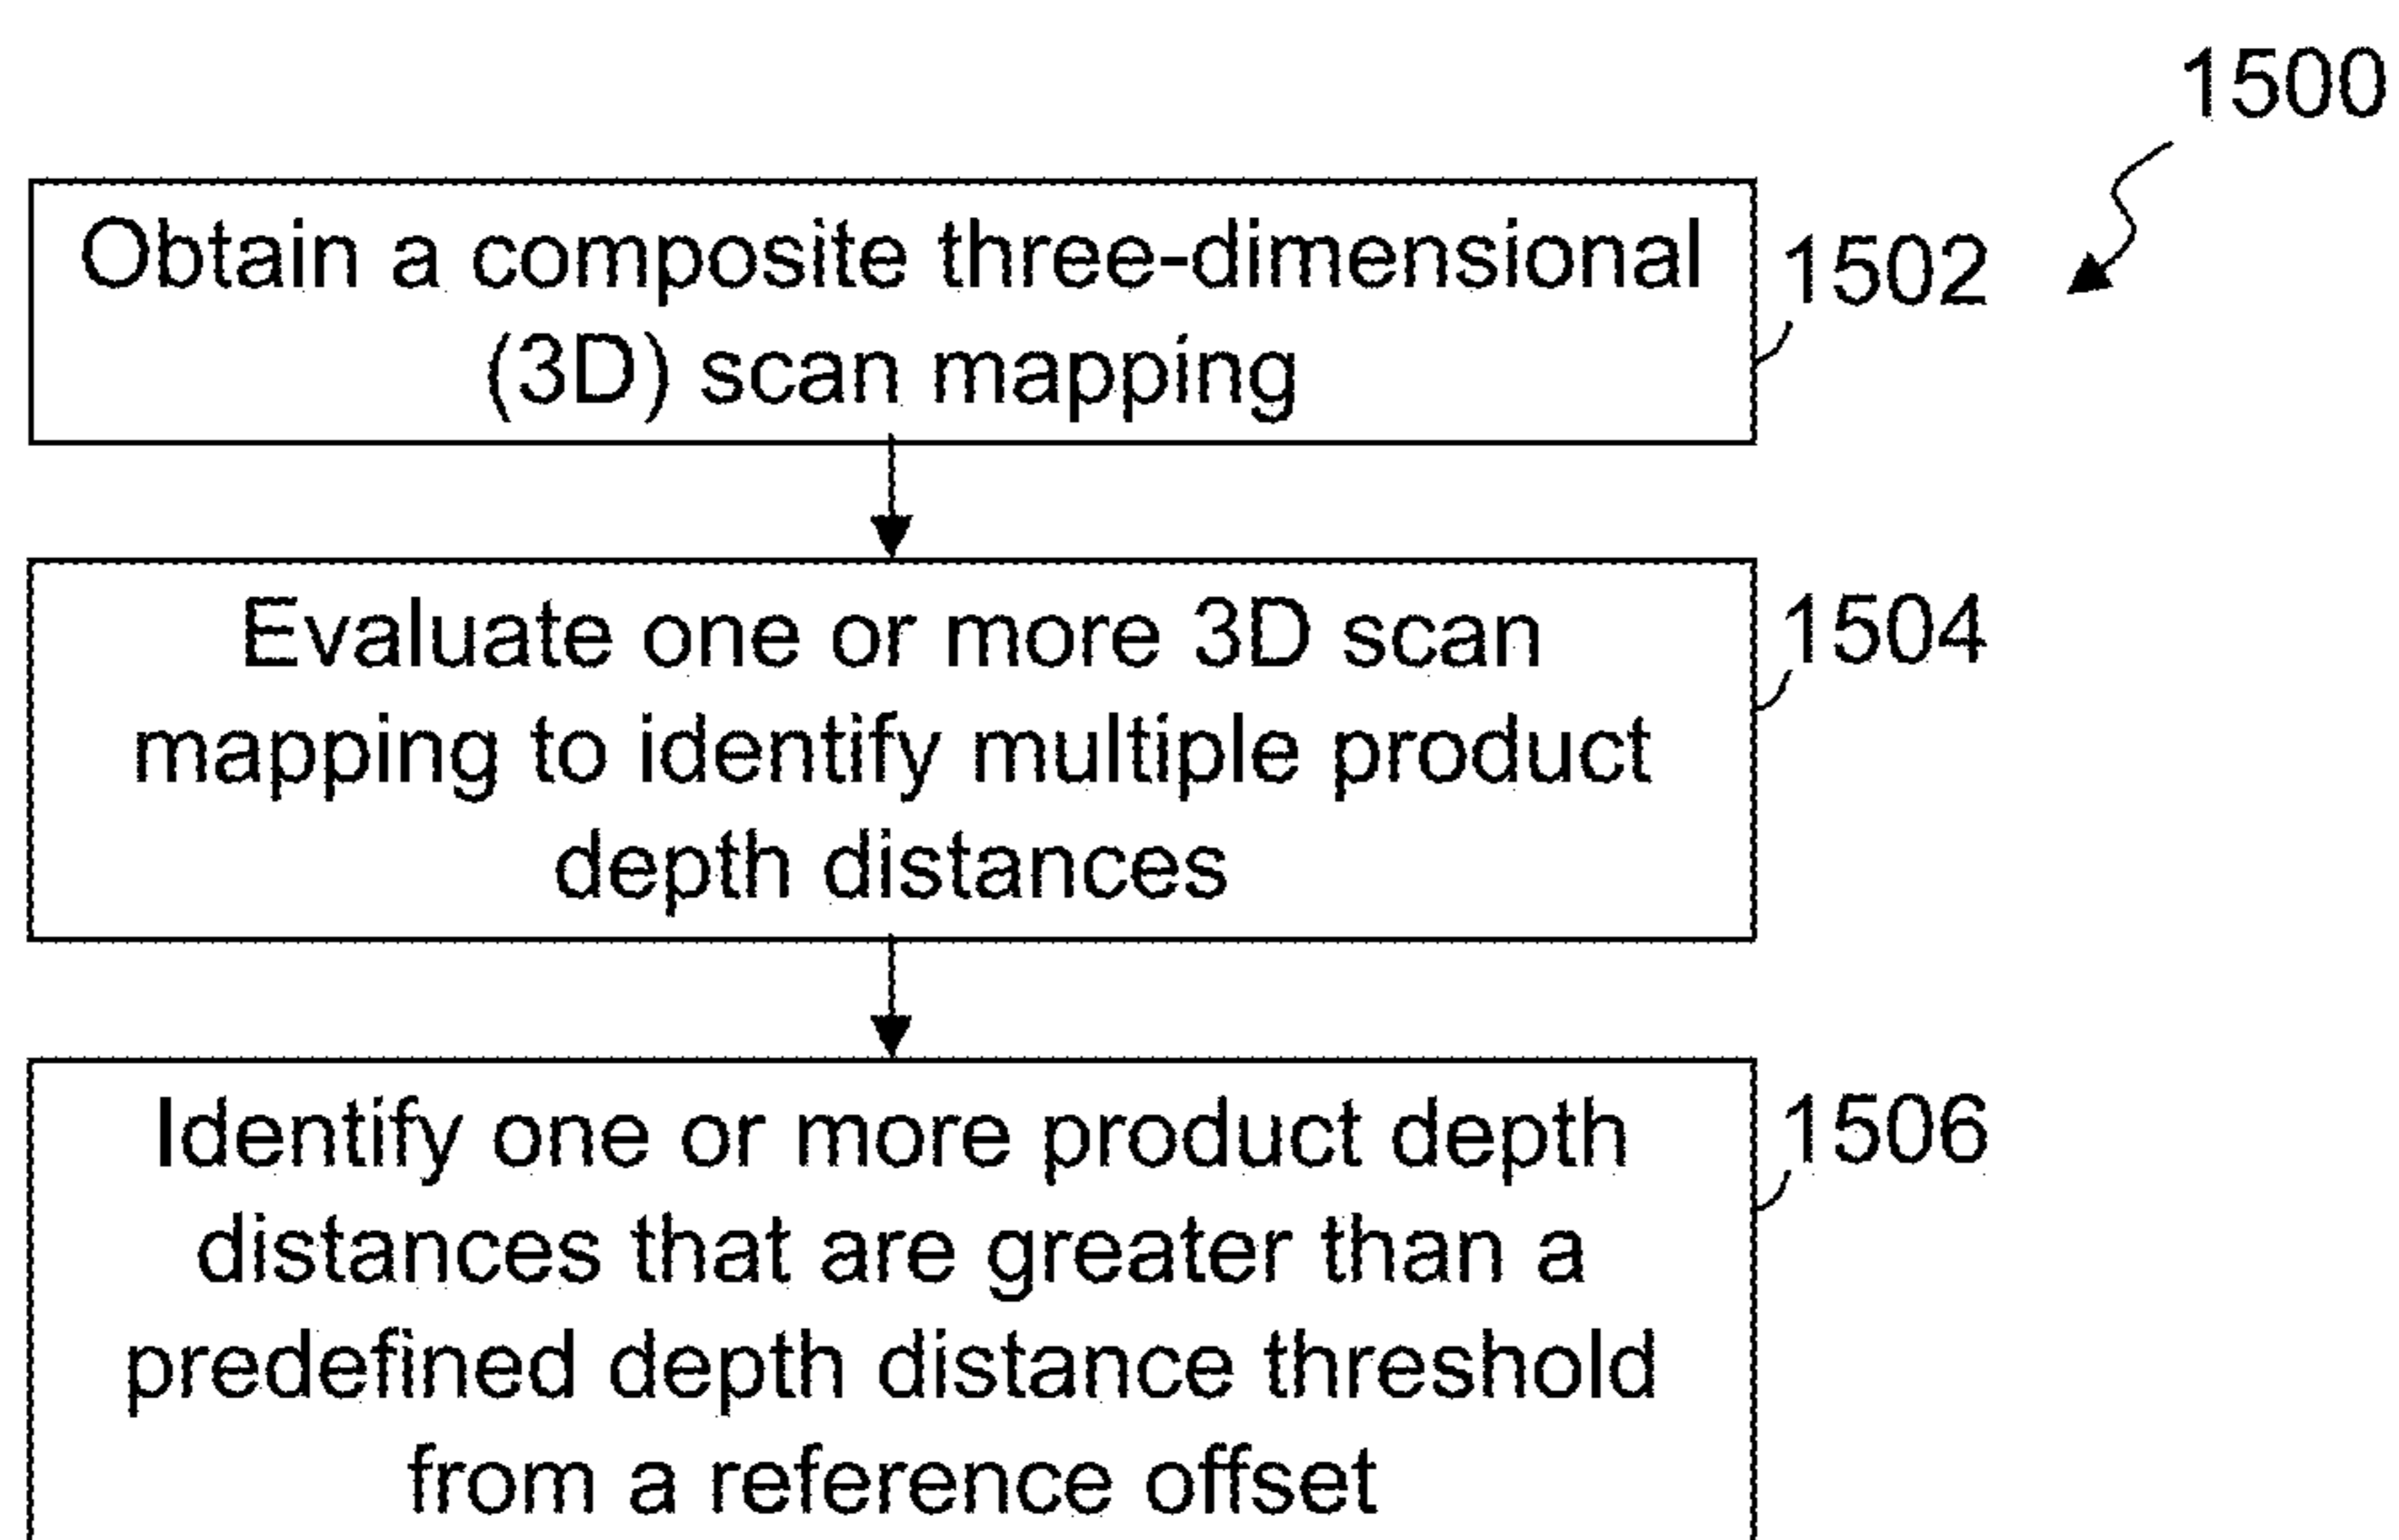 1500
Obtain a composite three-dimensional
(3D) scan mapping
1502
Evaluate one or more 3D scan
mapping to identify multiple product
depth distances
1504
Identify one or more product depth
distances that are greater than a
predefined depth distance threshold
from a reference offset
1506